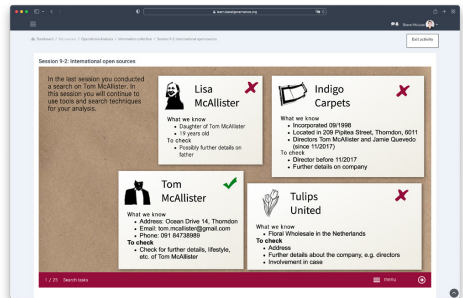 learn.baselgovernance.org
Dashboard / My courses / Operational Analysis / Information collection / Session 9-2: International open sources
Exit activity
Session 9-2: International open sources
In the last session you conducted
a search on Tom McAllister. In
this session you will continue to
use tools and search techniques
for your analysis.
Lisa
McAllister
What we know
Daughter of Tom McAllister
19 years old
To check
Possibly further details on
father
Indigo
Carpets
What we know
Incorporated 09/1998
Located in 209 Pipitea Street, Thorndon, 6011
Directors Tom McAllister and Jamie Quevedo
(since 11/2017)
To check
Director before 11/2017
Further details on company
Tom
McAllister
What we know
Address: Ocean Drive 14, Thorndon
Email: tom.mcallister@gmail.com
Phone: 091 84738989
To check
Check for further details, lifestyle,
etc. of Tom McAllister
Tulips
United
What we know
Floral Wholesale in the Netherlands
To check
Address
Further details about the company, e.g. directors
Involvement in case
1 / 25 Search tasks
menu